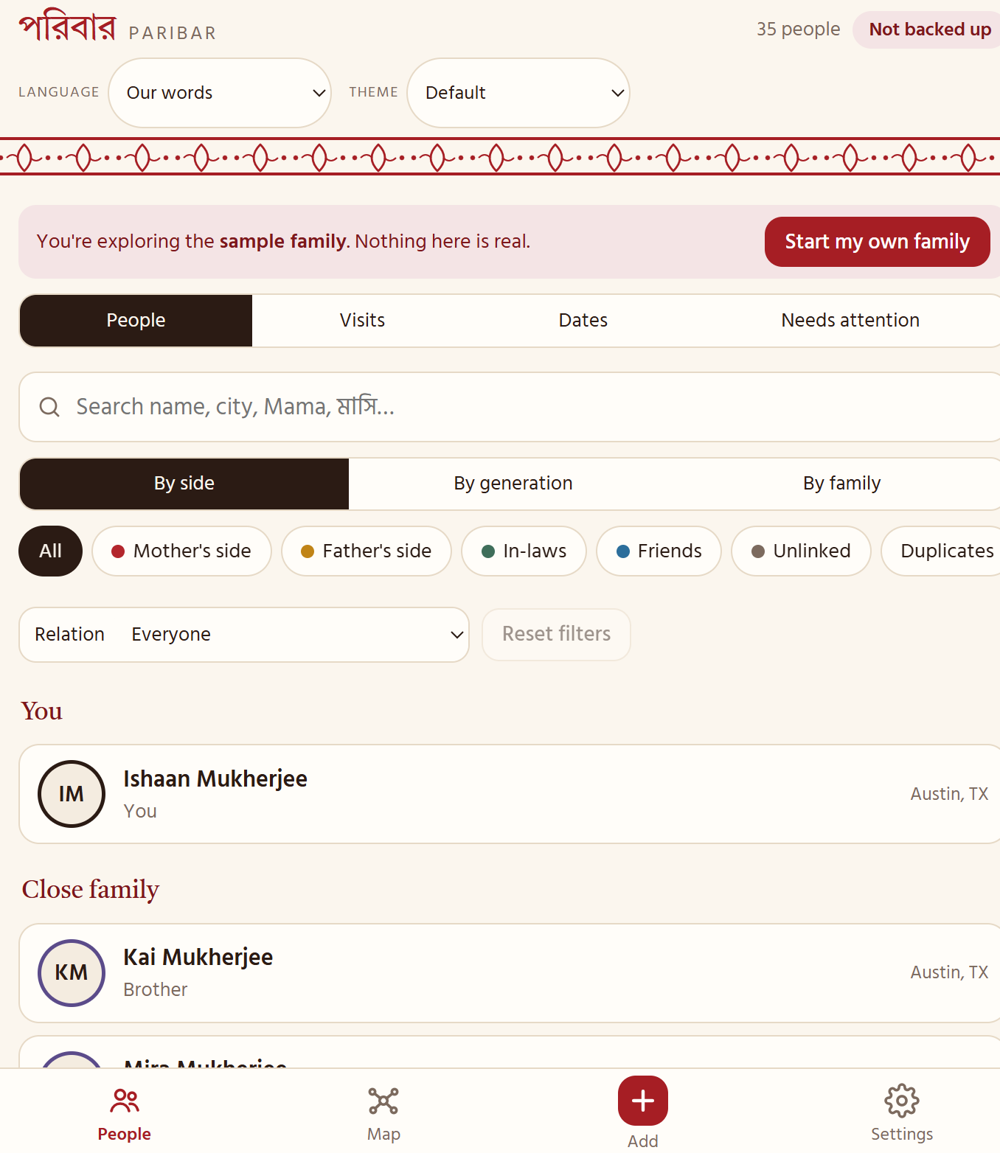 পরিবার PARIBAR
35 people Not backed up
LANGUAGE Our words THEME Default
You're exploring the sample family. Nothing here is real. Start my own family
People Visits Dates Needs attention
Search name, city, Mama, মাসি...
By side By generation By family
All Mother's side Father's side In-laws Friends Unlinked Duplicates
Relation Everyone Reset filters
You
IM Ishaan Mukherjee
You
Austin, TX
Close family
KM Kai Mukherjee
Brother
Austin, TX
Mira Mukherjee
People Map Add Settings